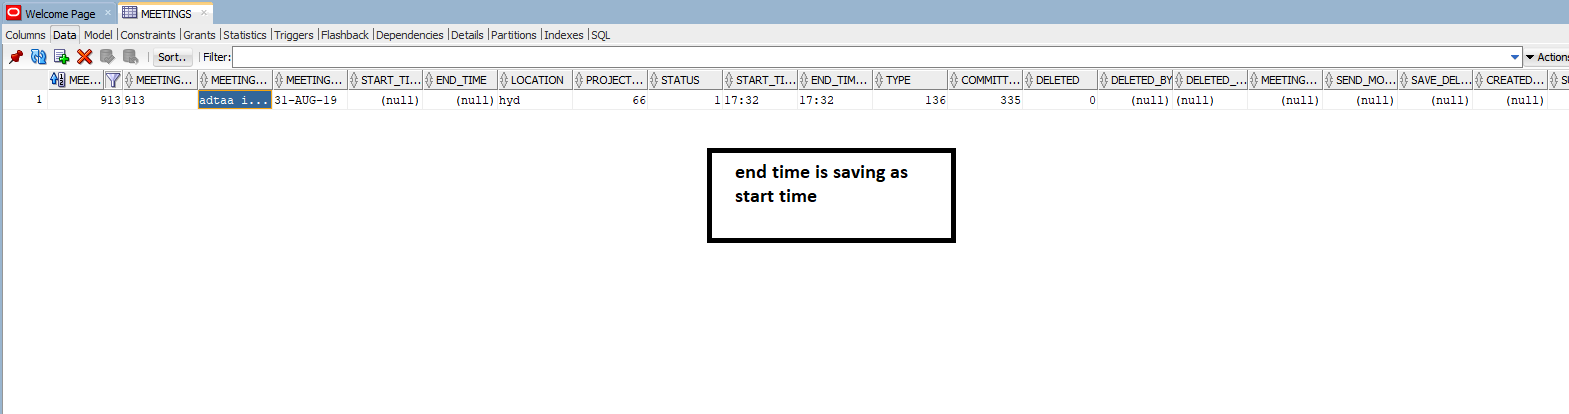 Welcome Page × MEETINGS ×
Columns Data Model Constraints Grants Statistics Triggers Flashback Dependencies Details Partitions Indexes SQL
Sort.. Filter: Actions
MEE... MEETING... MEETING... MEETING... START_TI... END_TIME LOCATION PROJECT... STATUS START_TI... END_TIM... TYPE COMMITT... DELETED DELETED_BY DELETED_... MEETING... SEND_MO... SAVE_DEL... CREATED... SU
1 913 913 adtaa i... 31-AUG-19 (null) (null) hyd 66 1 17:32 17:32 136 335 0 (null) (null) (null) (null) (null) (null)
end time is saving as
start time